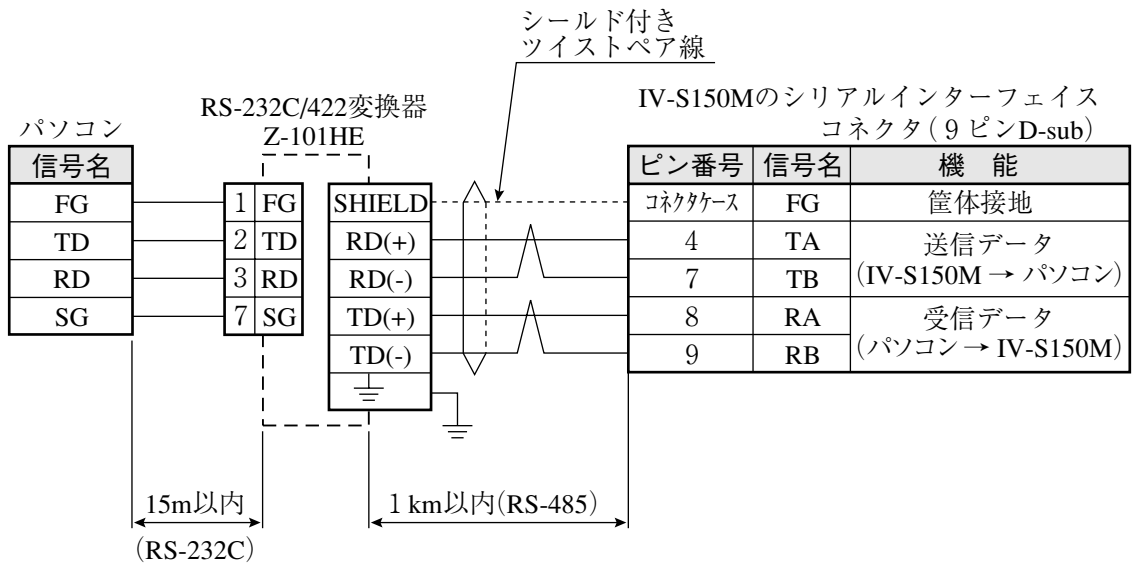 シールド付き
ツイストペア線
RS-232C/422変換器
Z-101HE
IV-S150Mのシリアルインターフェイス
コネクタ(9ピンD-sub)
パソコン
信号名
FG
TD
RD
SG
1 FG
2 TD
3 RD
7 SG
SHIELD
RD(+)
RD(-)
TD(+)
TD(-)
ピン番号 信号名 機 能
コネクタケース FG 筐体接地
4 TA 送信データ
7 TB (IV-S150M → パソコン)
8 RA 受信データ
9 RB (パソコン → IV-S150M)
15m以内
(RS-232C)
1km以内(RS-485)